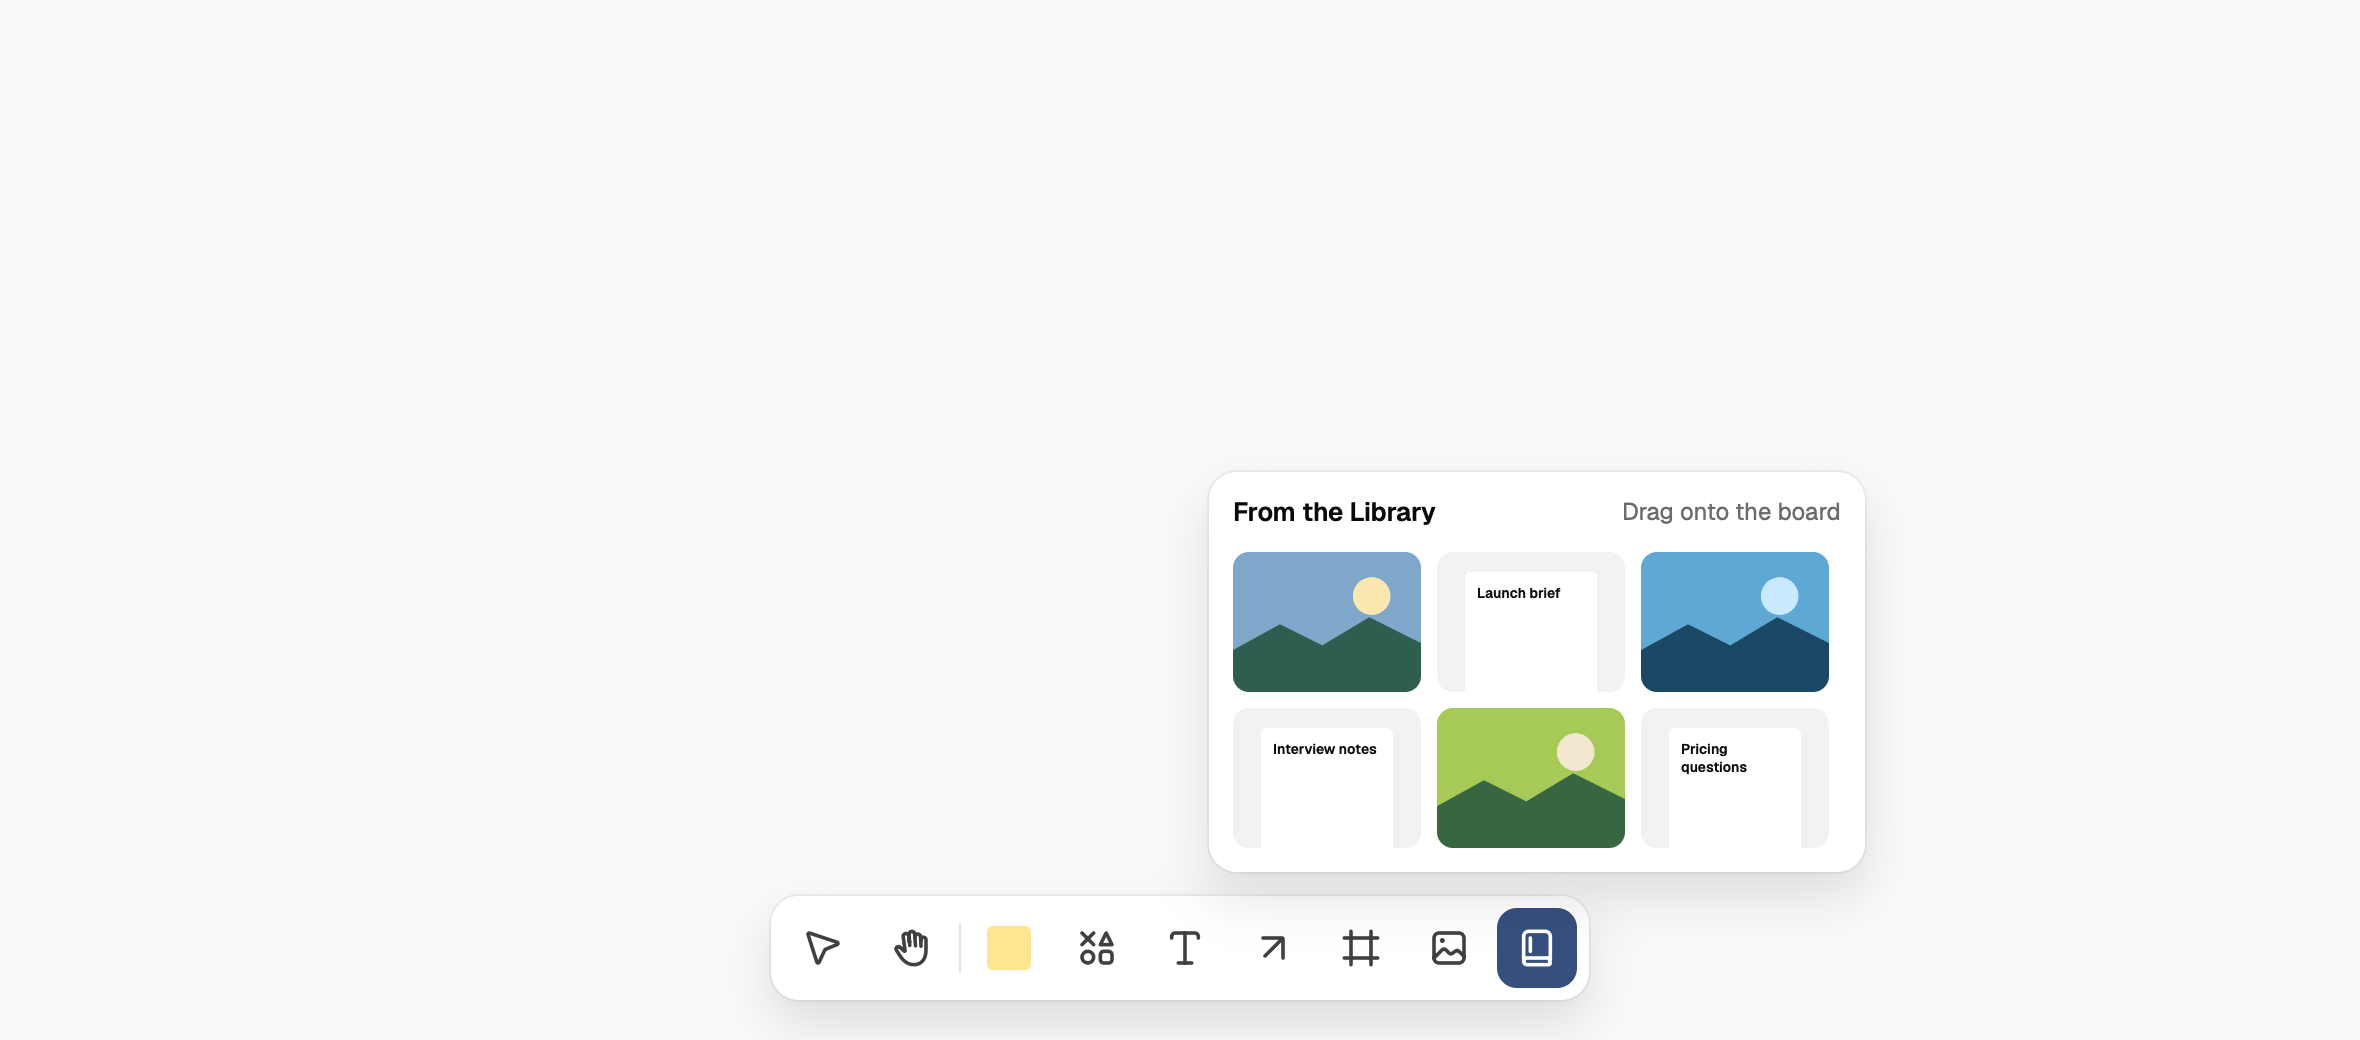 From the Library
Drag onto the board
Launch brief
Interview notes
Pricing
questions